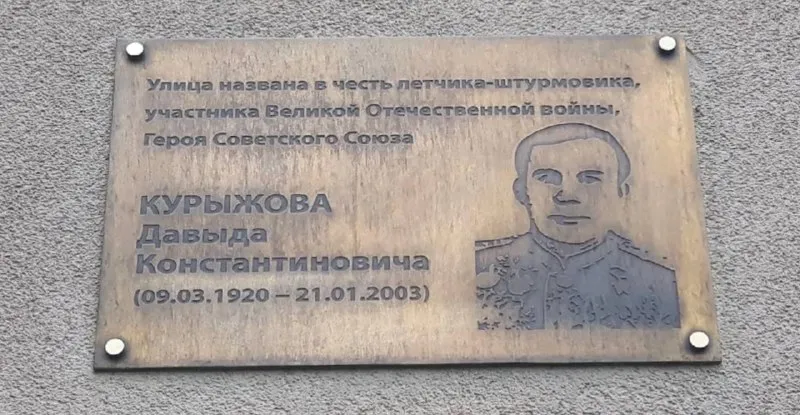 Улица названа в честь летчика-штурмовика,
участника Великой Отечественной войны,
Героя Советского Союза
КУРЫЖОВА
Давыда
Константиновича
(09.03.1920 – 21.01.2003)